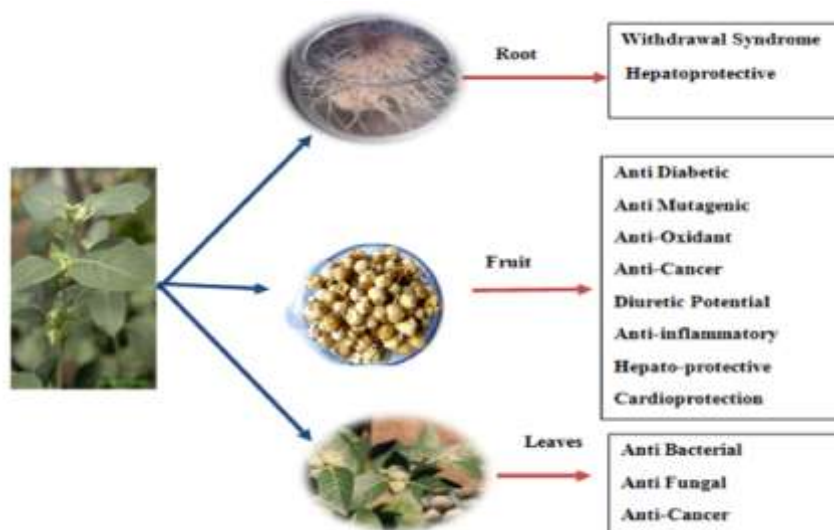 Root
Withdrawal Syndrome
Hepatoprotective
Fruit
Anti Diabetic
Anti Mutagenic
Anti-Oxidant
Anti-Cancer
Diuretic Potential
Anti-inflammatory
Hepato-protective
Cardioprotection
Leaves
Anti Bacterial
Anti Fungal
Anti-Cancer